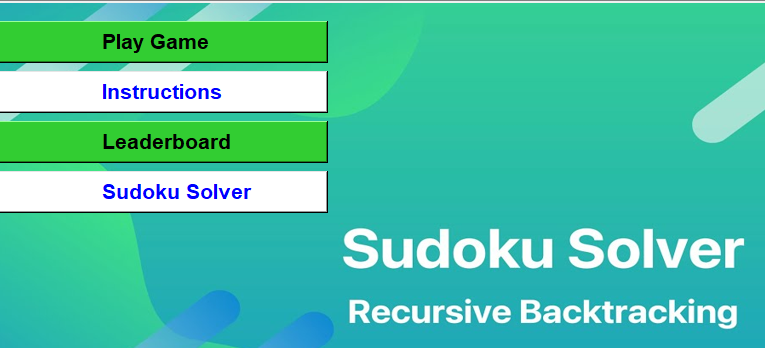 Play Game
Instructions
Leaderboard
Sudoku Solver
Sudoku Solver
Recursive Backtracking